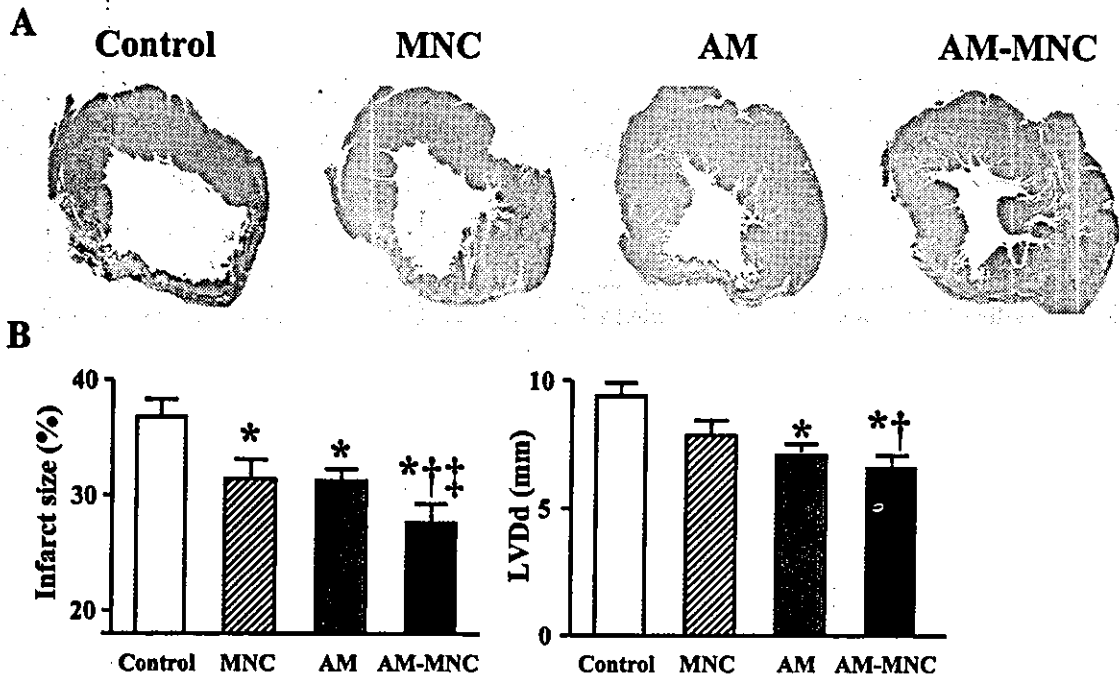 A
Control MNC AM AM-MNC
B
40
30
20
Infarct size (%)
*
*
*†‡
Control MNC AM AM-MNC
10
5
0
LVDd (mm)
*
*†
Control MNC AM AM-MNC